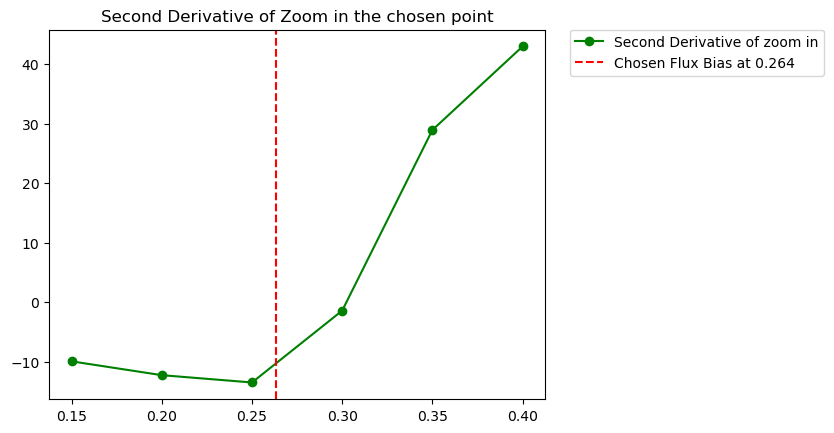 Second Derivative of Zoom in the chosen point
Second Derivative of zoom in
Chosen Flux Bias at 0.264
40
30
20
10
0
−10
0.15 0.20 0.25 0.30 0.35 0.40